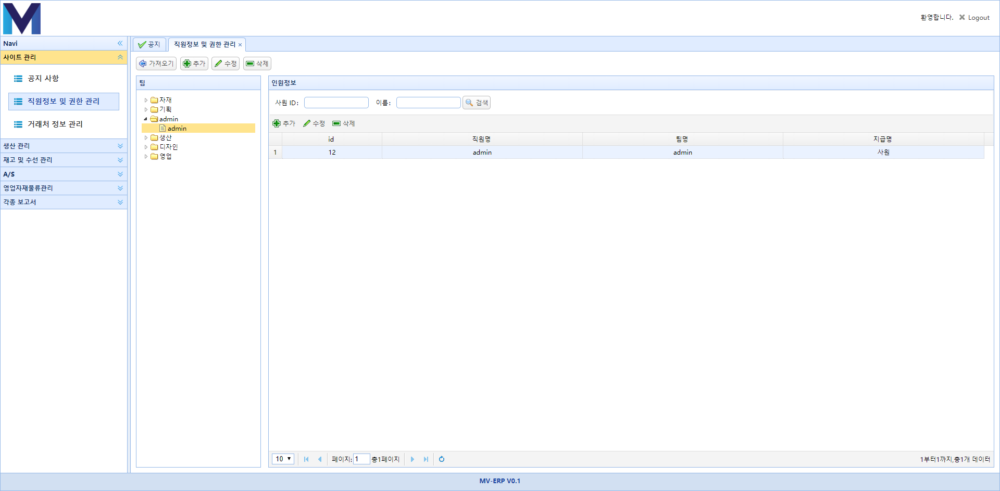 환영합니다. Logout
Navi
사이트 관리
공지 사항
직원정보 및 권한 관리
거래처 정보 관리
생산 관리
재고 및 수선 관리
A/S
영업자재물류관리
각종 보고서
공지 직원정보 및 권한 관리
가져오기 추가 수정 삭제
팀
자재
기획
admin
admin
생산
디자인
영업
인원정보
사원 ID: 이름: 검색
추가 수정 삭제
id 직원명 팀명 지급명
1 12 admin admin 사원
10 페이지: 1 총1페이지 1부터1까지,총1개 데이터
MV-ERP V0.1